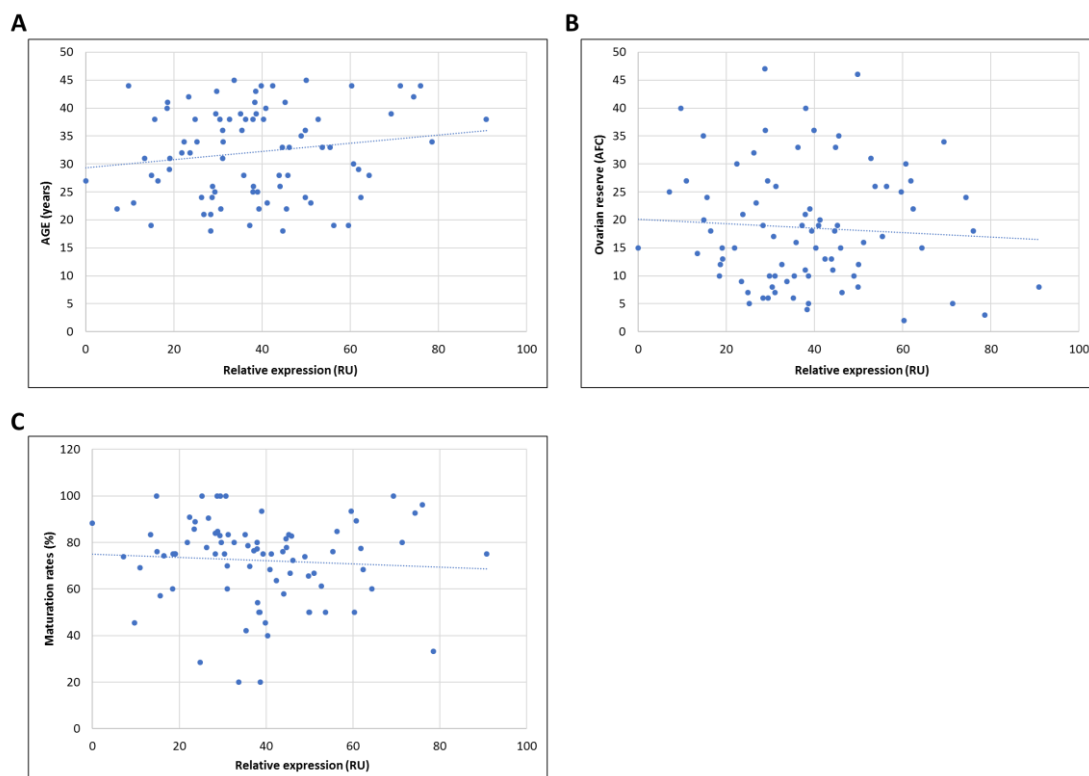 A
50
45
40
35
30
25
20
15
10
5
0
AGE (years)
0 20 40 60 80 100
Relative expression (RU)
B
50
45
40
35
30
25
20
15
10
5
0
Ovarian reserve (AFC)
0 20 40 60 80 100
Relative expression (RU)
C
120
100
80
60
40
20
0
Maturation rates (%)
0 20 40 60 80 100
Relative expression (RU)